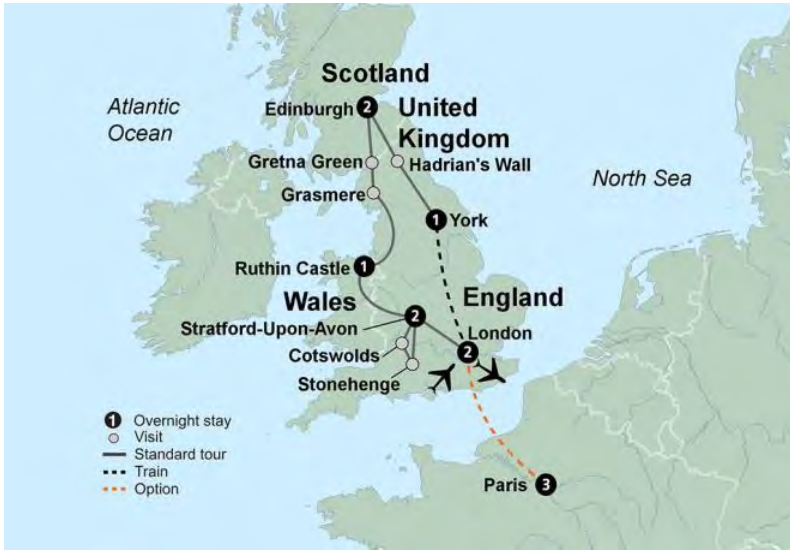 Scotland
Atlantic
Ocean
Edinburgh
2
United
Kingdom
Gretna Green
Hadrian's Wall
North Sea
Grasmere
1
York
Ruthin Castle
1
Wales
England
Stratford-Upon-Avon
2
London
2
Cotswolds
Stonehenge
1 Overnight stay
Visit
Standard tour
Train
Option
Paris
3